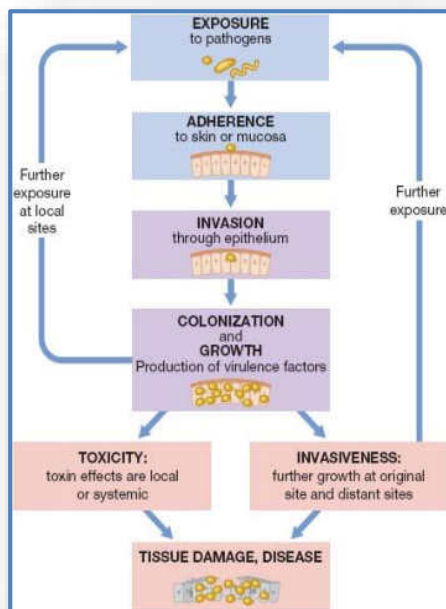 EXPOSURE
to pathogens
ADHERENCE
to skin or mucosa
Further
exposure
at local
sites
Further
exposure
INVASION
through epithelium
COLONIZATION
and
GROWTH
Production of virulence factors
TOXICITY:
toxin effects are local
or systemic
INVASIVENESS:
further growth at original
site and distant sites
TISSUE DAMAGE, DISEASE